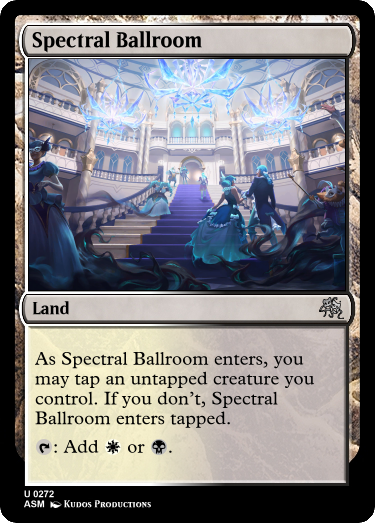 Spectral Ballroom
Land
As Spectral Ballroom enters, you
may tap an untapped creature you
control. If you don't, Spectral
Ballroom enters tapped.
: Add or .
U 0272
ASM Kudos Productions